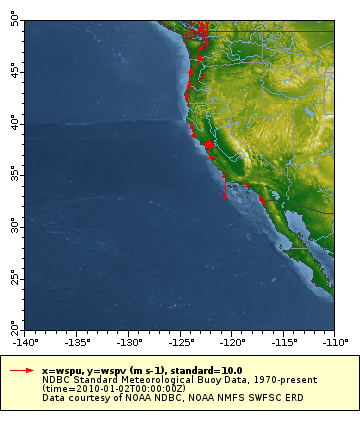 50°
45°
40°
35°
30°
25°
20°
-140° -135° -130° -125° -120° -115° -110°
x=wspu, y=wspv (m s-1), standard=10.0
NDBC Standard Meteorological Buoy Data, 1970-present
(time=2010-01-02T00:00:00Z)
Data courtesy of NOAA NDBC, NOAA NMFS SWFSC ERD